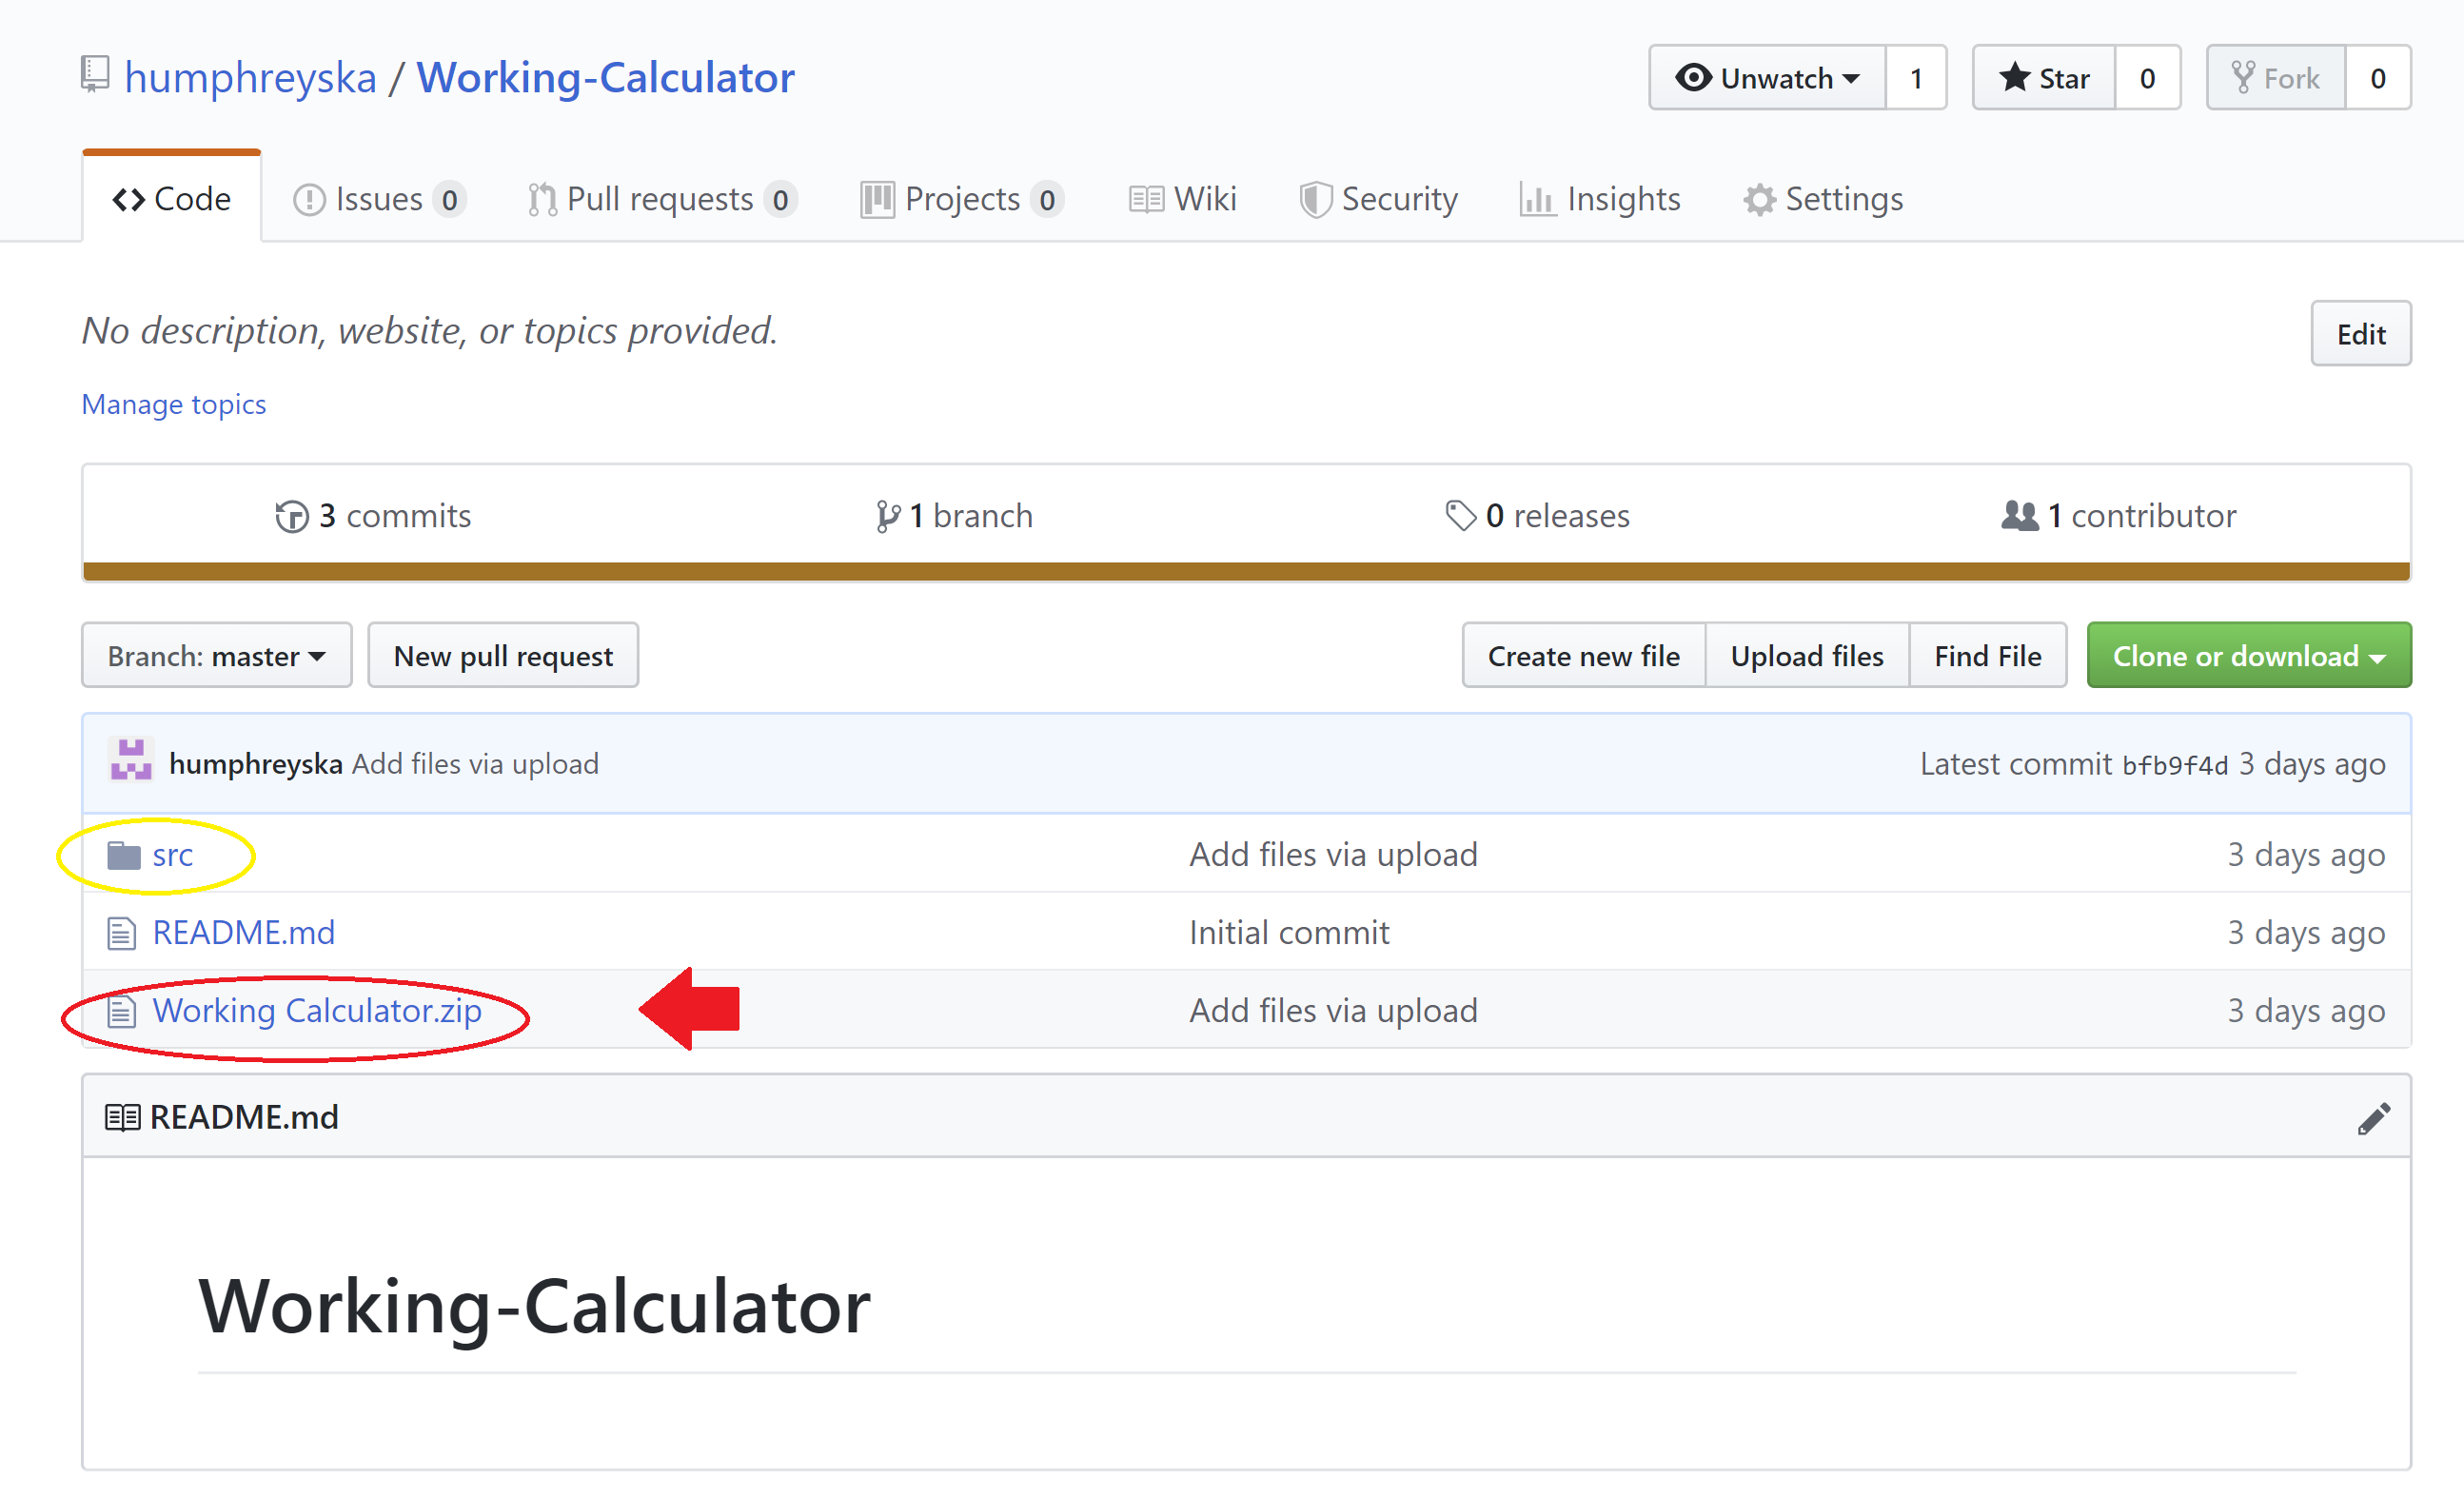 humphreyska / Working-Calculator
Unwatch 1 Star 0 Fork 0
Code Issues 0 Pull requests 0 Projects 0 Wiki Security Insights Settings
No description, website, or topics provided. Edit
Manage topics
3 commits 1 branch 0 releases 1 contributor
Branch: master New pull request Create new file Upload files Find File Clone or download
humphreyska Add files via upload Latest commit bfb9f4d 3 days ago
src Add files via upload 3 days ago
README.md Initial commit 3 days ago
Working Calculator.zip Add files via upload 3 days ago
README.md
Working-Calculator